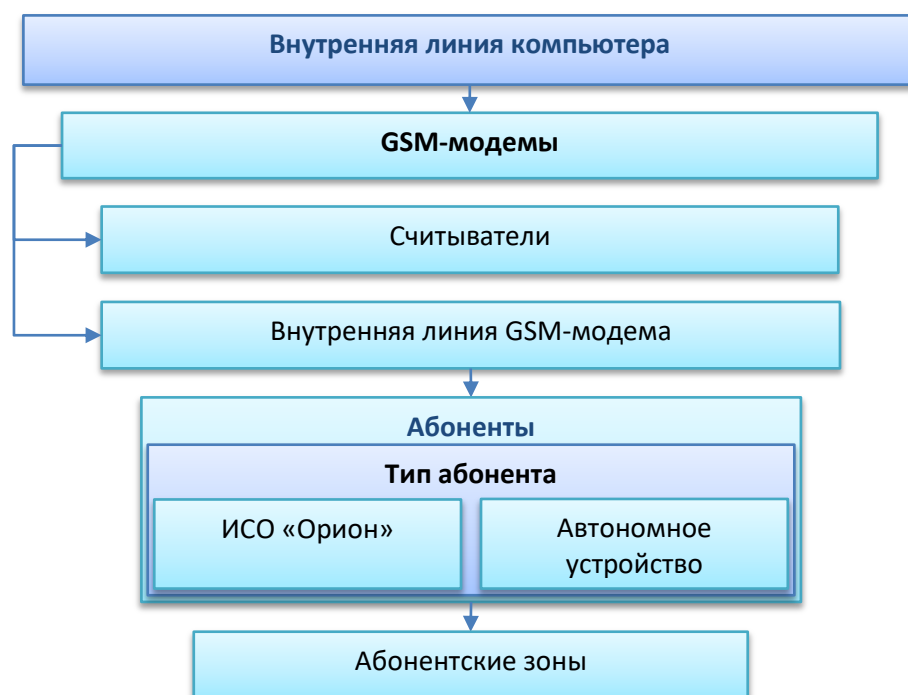 Внутренняя линия компьютера
GSM-модемы
Считыватели
Внутренняя линия GSM-модема
Абоненты
Тип абонента
ИСО «Орион»
Автономное
устройство
Абонентские зоны